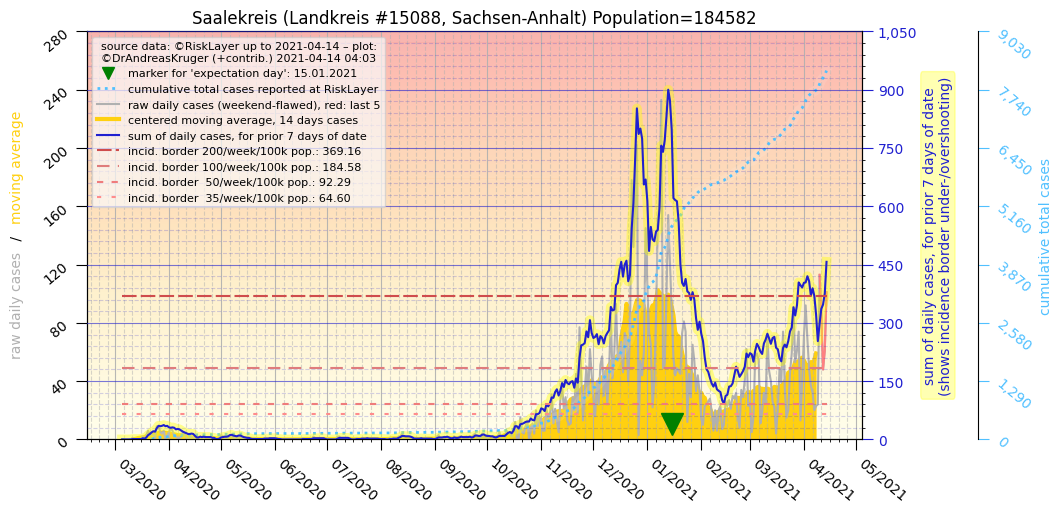 Saalekreis (Landkreis #15088, Sachsen-Anhalt) Population=184582
source data: ©RiskLayer up to 2021-04-14 – plot:
©DrAndreasKruger (+contrib.) 2021-04-14 04:03
marker for 'expectation day': 15.01.2021
cumulative total cases reported at RiskLayer
raw daily cases (weekend-flawed), red: last 5
centered moving average, 14 days cases
sum of daily cases, for prior 7 days of date
incid. border 200/week/100k pop.: 369.16
incid. border 100/week/100k pop.: 184.58
incid. border  50/week/100k pop.: 92.29
incid. border  35/week/100k pop.: 64.60
raw daily cases / moving average
280
240
200
160
120
80
40
0
1,050
900
750
600
450
300
150
0
sum of daily cases, for prior 7 days of date
(shows incidence border under-/overshooting)
9,030
7,740
6,450
5,160
3,870
2,580
1,290
0
cumulative total cases
03/2020
04/2020
05/2020
06/2020
07/2020
08/2020
09/2020
10/2020
11/2020
12/2020
01/2021
02/2021
03/2021
04/2021
05/2021